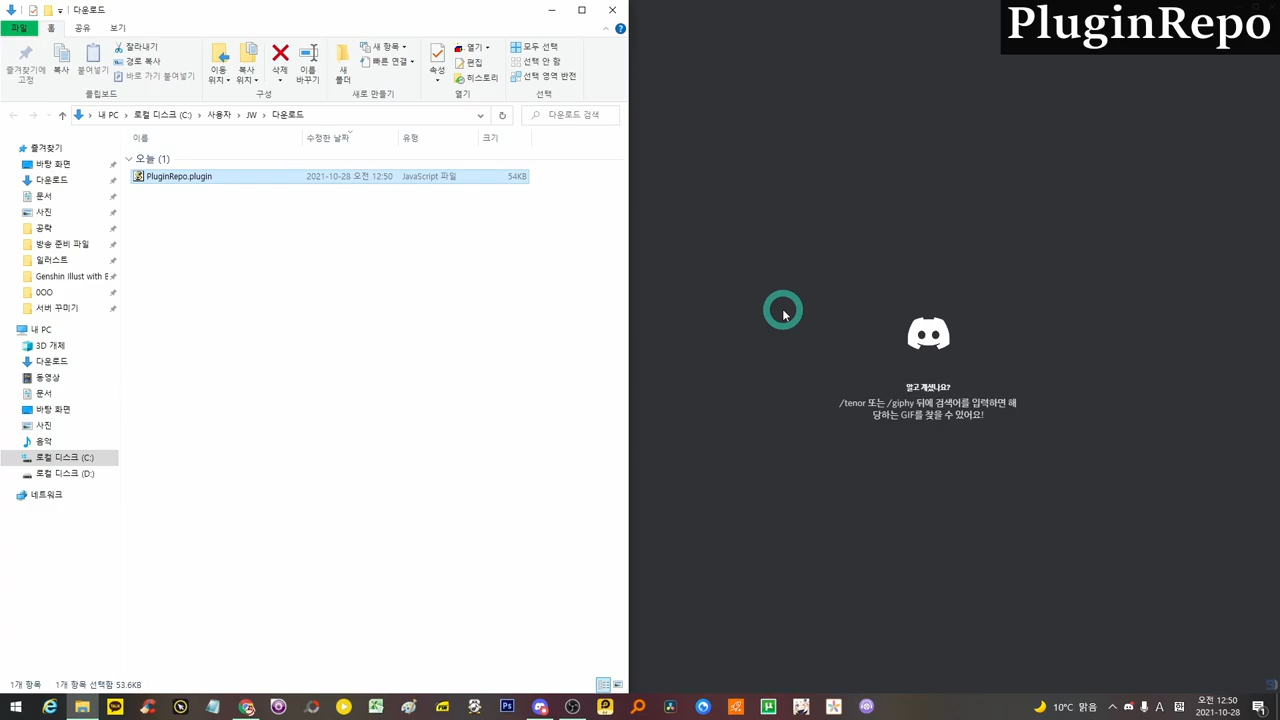 다운로드
파일
홈
공유
보기
PluginRepo
즐겨찾기에
고정
복사
붙여넣기
잘라내기
경로 복사
바로 가기 붙여넣기
클립보드
이동
위치
복사
위치
삭제
이름
바꾸기
구성
새
폴더
새 항목
빠른 연결
새로 만들기
속성
열기
편집
히스토리
열기
모두 선택
선택 안 함
선택 영역 반전
선택
내 PC > 로컬 디스크 (C:) > 사용자 > JW > 다운로드
다운로드 검색
이름 수정한 날짜 유형 크기
오늘 (1)
PluginRepo.plugin 2021-10-28 오전 12:50 JavaScript 파일 54KB
즐겨찾기
바탕 화면
다운로드
문서
사진
공략
방송 준비 파일
일러스트
Genshin Illust with E
OOO
서버 꾸미기
내 PC
3D 개체
다운로드
동영상
문서
바탕 화면
사진
음악
로컬 디스크 (C:)
로컬 디스크 (D:)
네트워크
알고 계셨나요?
/tenor 또는 /giphy 뒤에 검색어를 입력하면 해
당하는 GIF를 찾을 수 있어요!
1개 항목 1개 항목 선택함 53.6KB
10°C 맑음
A
오전 12:50
2021-10-28